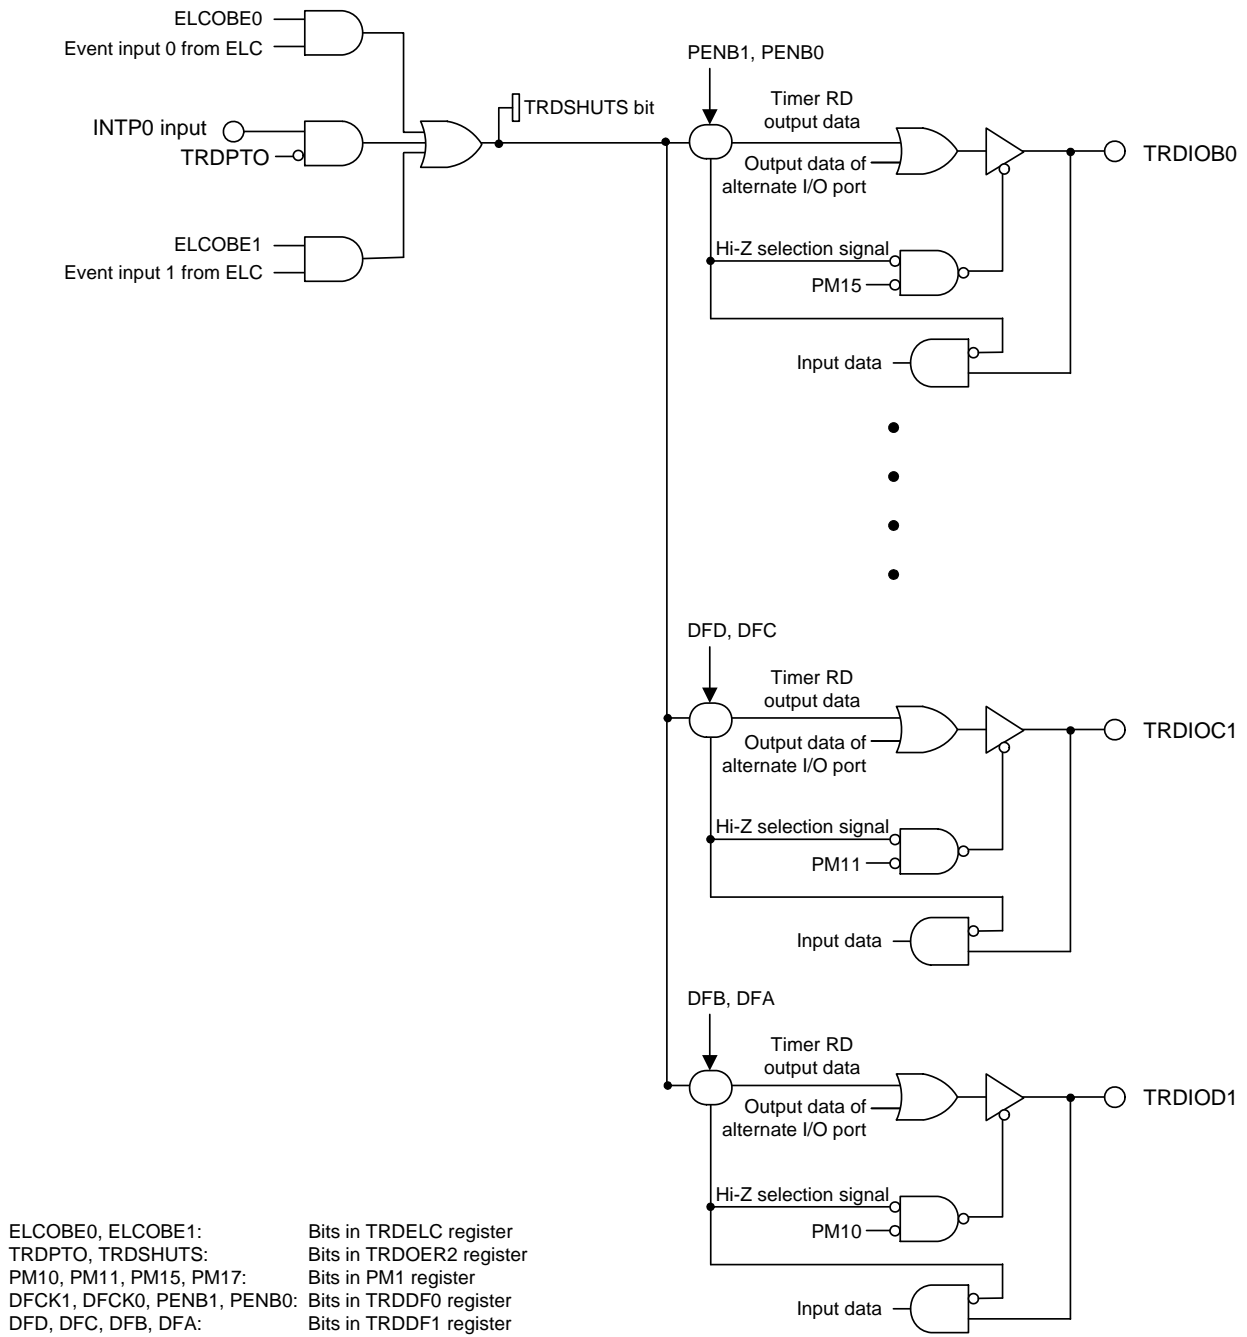 ELCOBE0
Event input 0 from ELC
INTP0 input
TRDPTO
ELCOBE1
Event input 1 from ELC
TRDSHUTS bit
PENB1, PENB0
Timer RD
output data
Output data of
alternate I/O port
TRDIOB0
Hi-Z selection signal
PM15
Input data
DFD, DFC
Timer RD
output data
Output data of
alternate I/O port
TRDIOC1
Hi-Z selection signal
PM11
Input data
DFB, DFA
Timer RD
output data
Output data of
alternate I/O port
TRDIOD1
Hi-Z selection signal
PM10
Input data
ELCOBE0, ELCOBE1: Bits in TRDELC register
TRDPTO, TRDSHUTS: Bits in TRDOER2 register
PM10, PM11, PM15, PM17: Bits in PM1 register
DFCK1, DFCK0, PENB1, PENB0: Bits in TRDDF0 register
DFD, DFC, DFB, DFA: Bits in TRDDF1 register